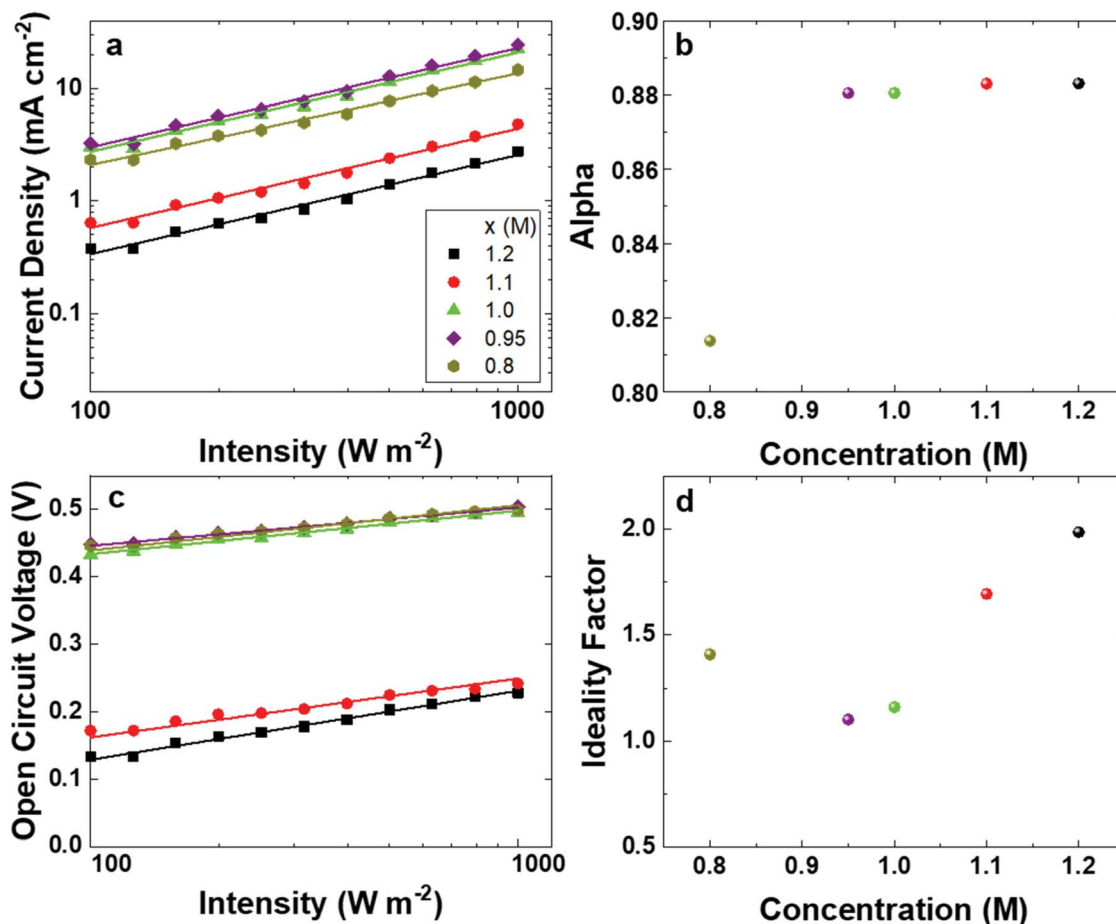 a
Current Density (mA cm-2)
10
1
0.1
100
1000
Intensity (W m-2)
x (M)
1.2
1.1
1.0
0.95
0.8
b
Alpha
0.90
0.88
0.86
0.84
0.82
0.80
0.8
0.9
1.0
1.1
1.2
Concentration (M)
c
Open Circuit Voltage (V)
0.5
0.4
0.3
0.2
0.1
0.0
100
1000
Intensity (W m-2)
d
Ideality Factor
2.0
1.5
1.0
0.5
0.8
0.9
1.0
1.1
1.2
Concentration (M)